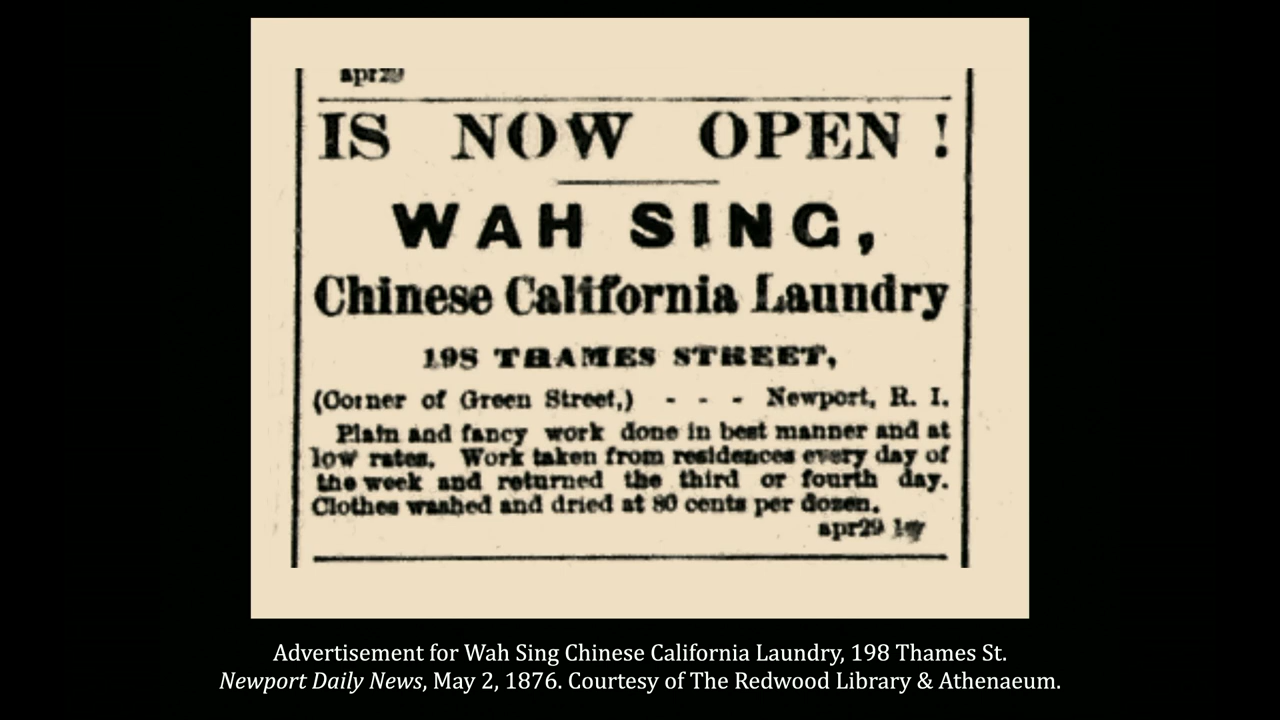 apr29
IS NOW OPEN !
WAH SING,
Chinese California Laundry
198 THAMES STREET,
(Corner of Green Street,) - - - Newport, R. I.
Plain and fancy work done in best manner and at
low rates. Work taken from residences every day of
the week and returned the third or fourth day.
Clothes washed and dried at 80 cents per dozen.
apr29 1y
Advertisement for Wah Sing Chinese California Laundry, 198 Thames St.
Newport Daily News, May 2, 1876. Courtesy of The Redwood Library & Athenaeum.